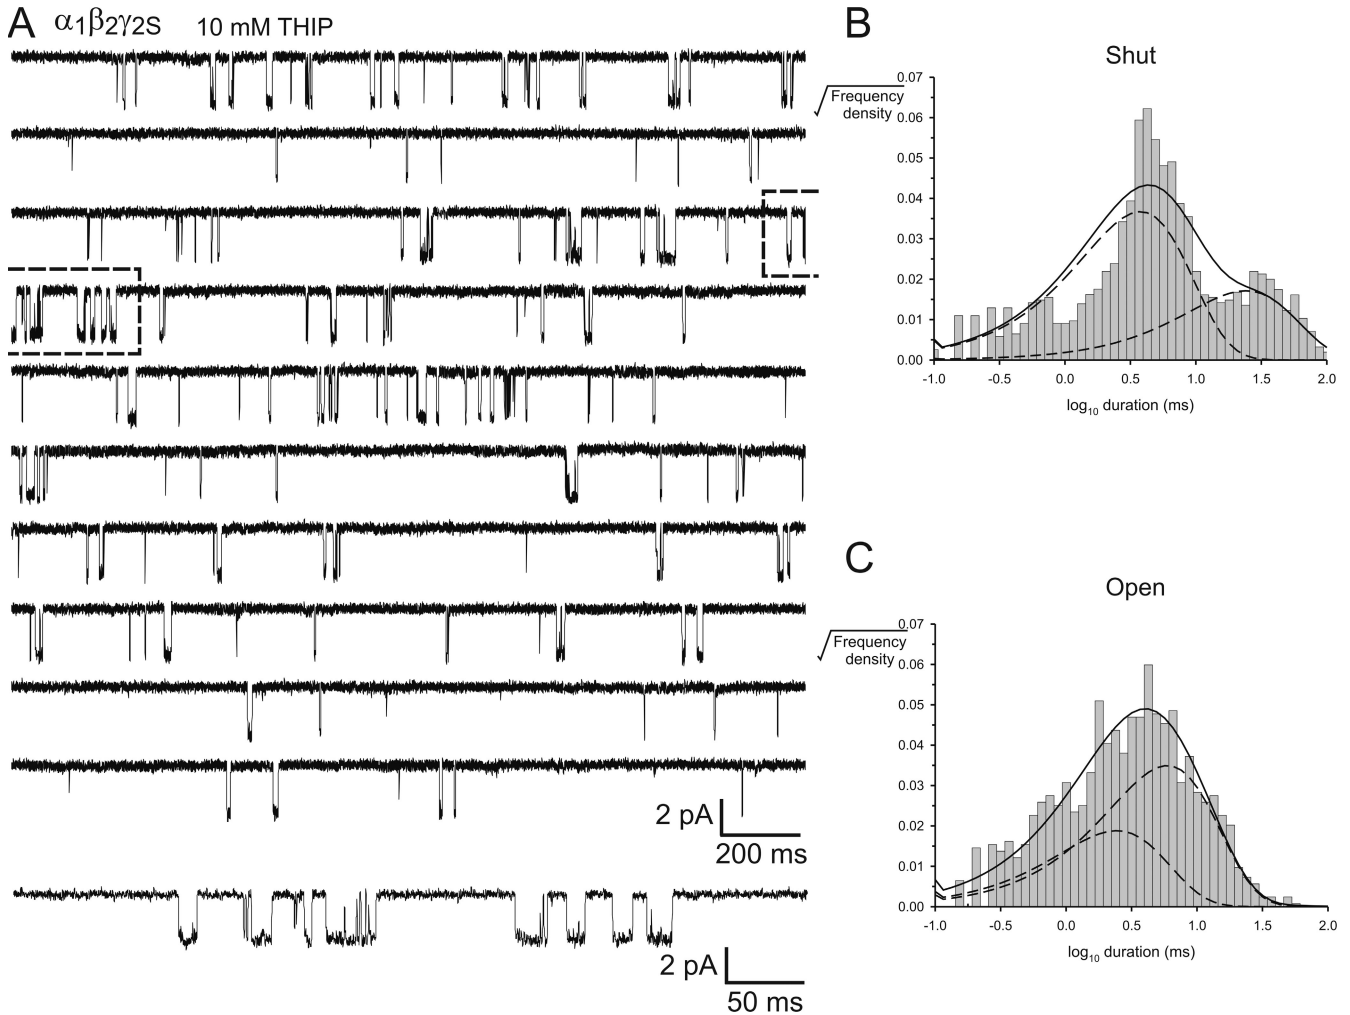 A α1β2γ2S 10 mM THIP
2 pA
200 ms
2 pA
50 ms
B
Shut
Frequency
density
0.07
0.06
0.05
0.04
0.03
0.02
0.01
0.00
-1.0 -0.5 0.0 0.5 1.0 1.5 2.0
log10 duration (ms)
C
Open
Frequency
density
0.07
0.06
0.05
0.04
0.03
0.02
0.01
0.00
-1.0 -0.5 0.0 0.5 1.0 1.5 2.0
log10 duration (ms)